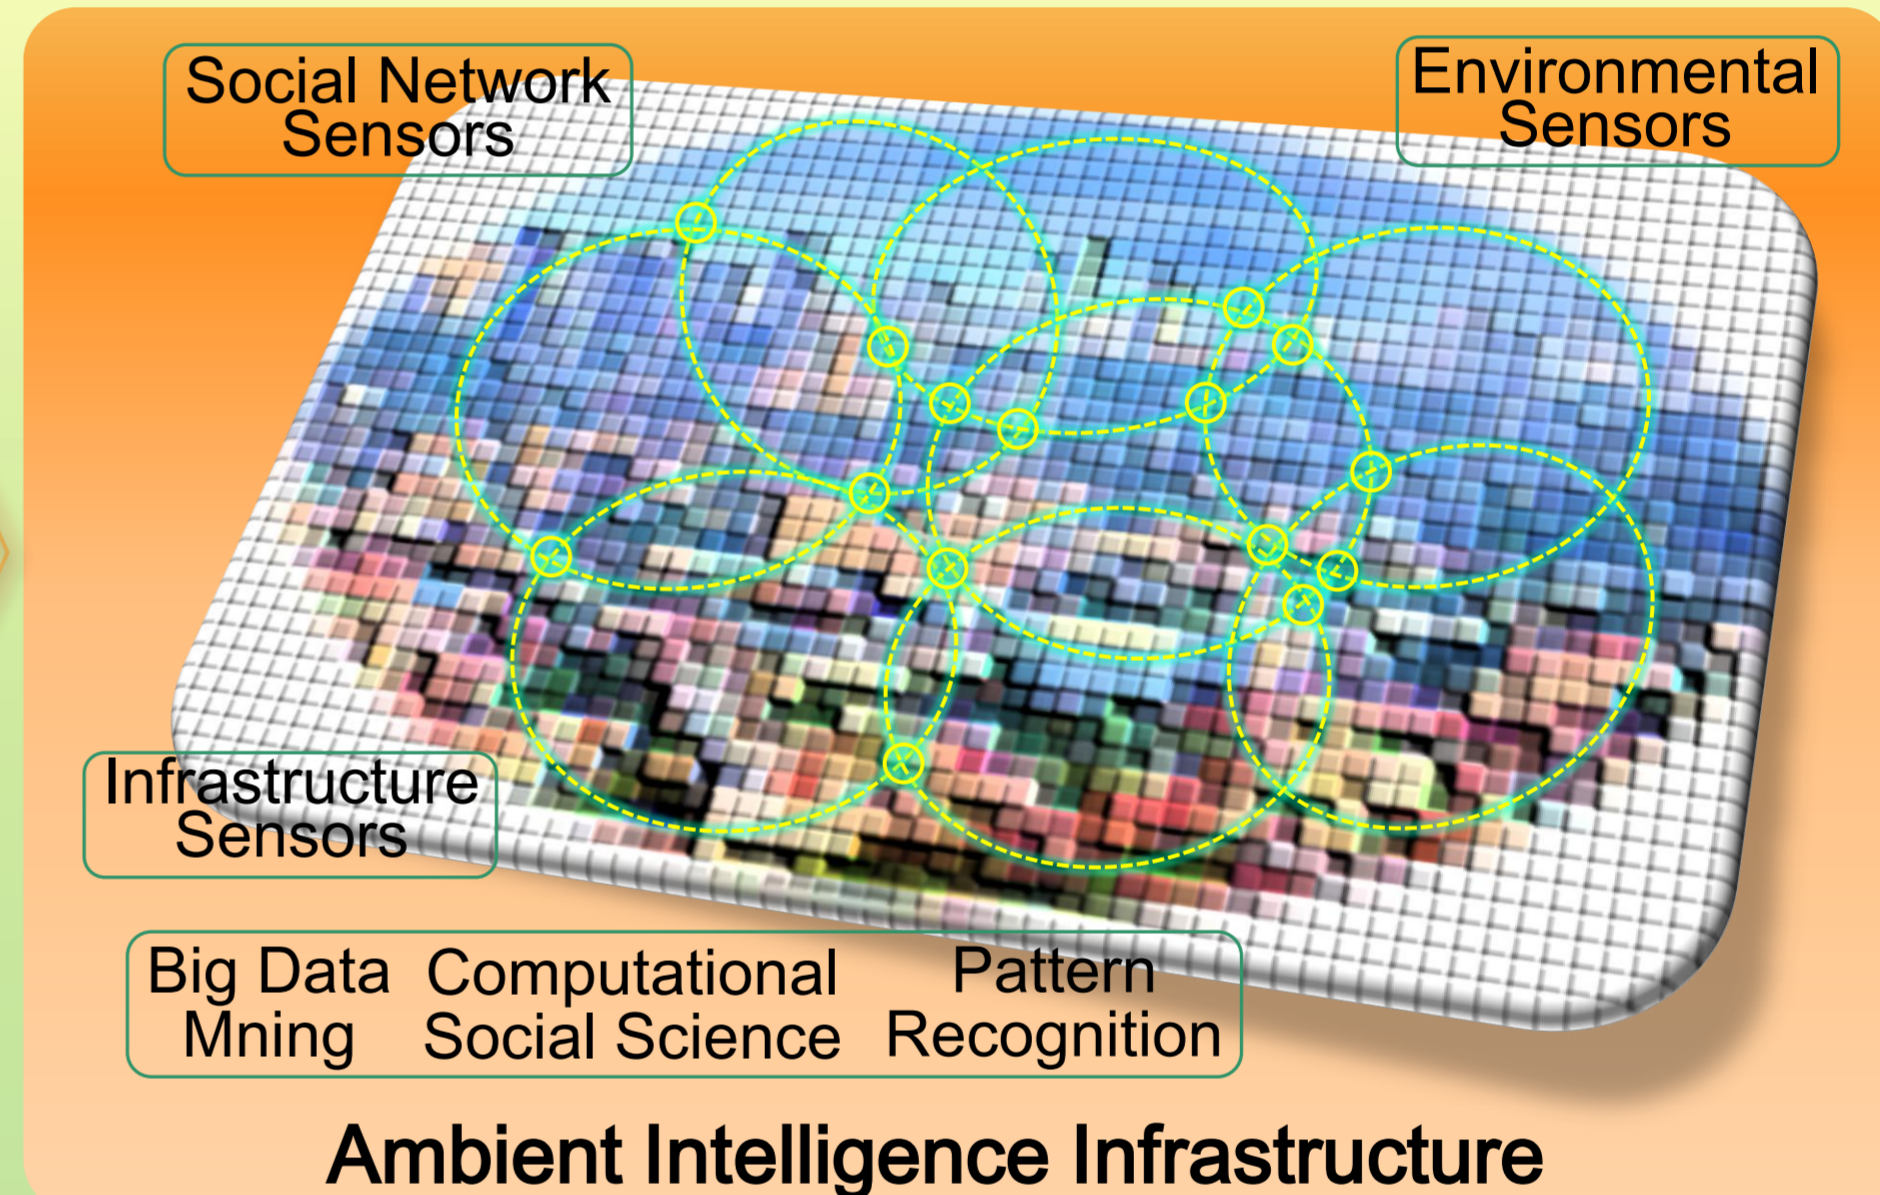 Social Network
Sensors
Environmental
Sensors
Infrastructure
Sensors
Big Data
Mning
Computational
Social Science
Pattern
Recognition
Ambient Intelligence Infrastructure